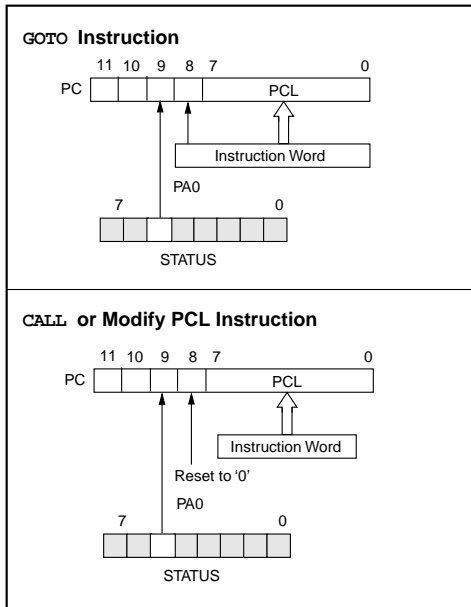 GOTO Instruction
11 10 9 8 7 0
PC PCL
Instruction Word
PA0
7 0
STATUS
CALL or Modify PCL Instruction
11 10 9 8 7 0
PC PCL
Instruction Word
Reset to ‘0’
PA0
7 0
STATUS